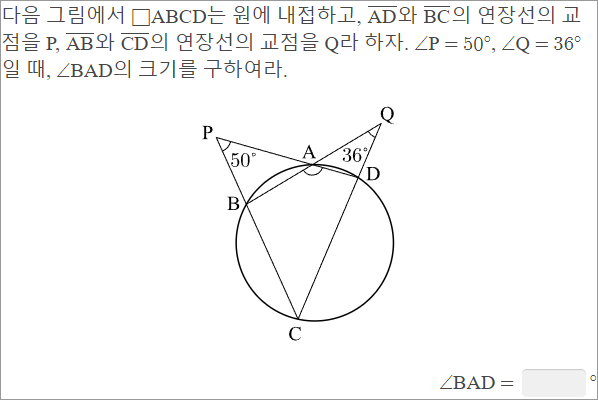 다음 그림에서 □ABCD는 원에 내접하고, AD와 BC의 연장선의 교
점을 P, AB와 CD의 연장선의 교점을 Q라 하자. ∠P = 50°, ∠Q = 36°
일 때, ∠BAD의 크기를 구하여라.
Q
P
A
50°
36°
D
B
C
∠BAD = °